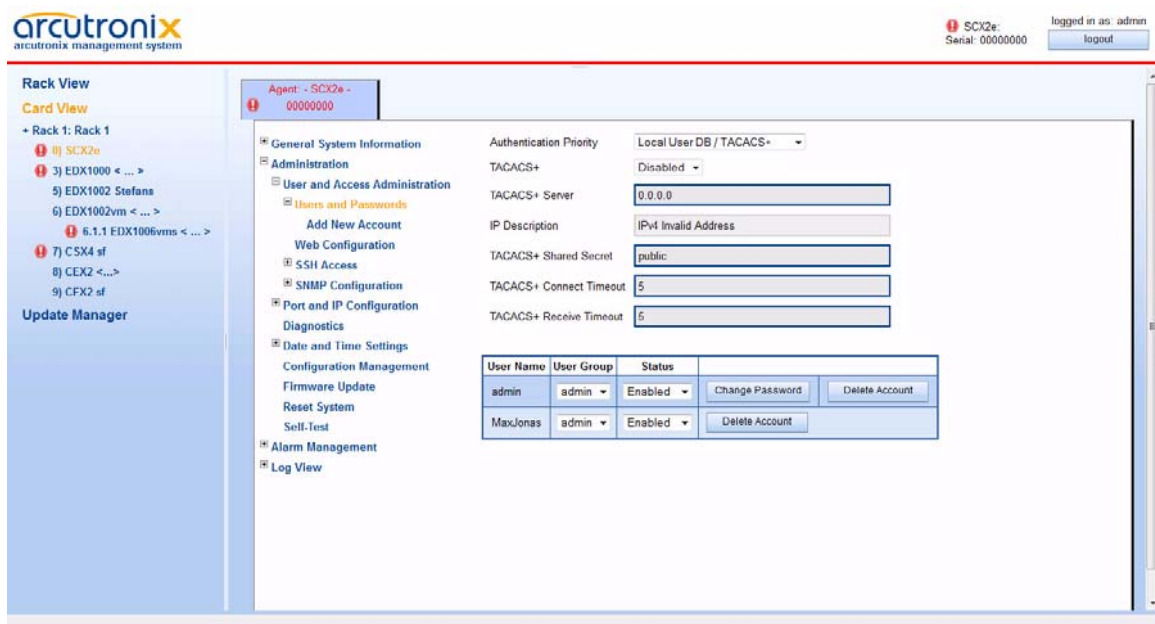 arcutronix
arcutronix management system
SCX2e:
Serial: 00000000
logged in as: admin
logout
Rack View
Card View
+ Rack 1: Rack 1
0) SCX2e
3) EDX1000 < ... >
5) EDX1002 Stefans
6) EDX1002vm < ... >
6.1.1 EDX1006vms < ... >
7) CSX4 sf
8) CEX2 <...>
9) CFX2 sf
Update Manager
Agent: - SCX2e -
00000000
General System Information
Administration
User and Access Administration
Users and Passwords
Add New Account
Web Configuration
SSH Access
SNMP Configuration
Port and IP Configuration
Diagnostics
Date and Time Settings
Configuration Management
Firmware Update
Reset System
Self-Test
Alarm Management
Log View
Authentication Priority Local User DB / TACACS+
TACACS+ Disabled
TACACS+ Server 0.0.0.0
IP Description IPv4 Invalid Address
TACACS+ Shared Secret public
TACACS+ Connect Timeout 5
TACACS+ Receive Timeout 5
User Name User Group Status
admin admin Enabled Change Password Delete Account
MaxJonas admin Enabled Delete Account